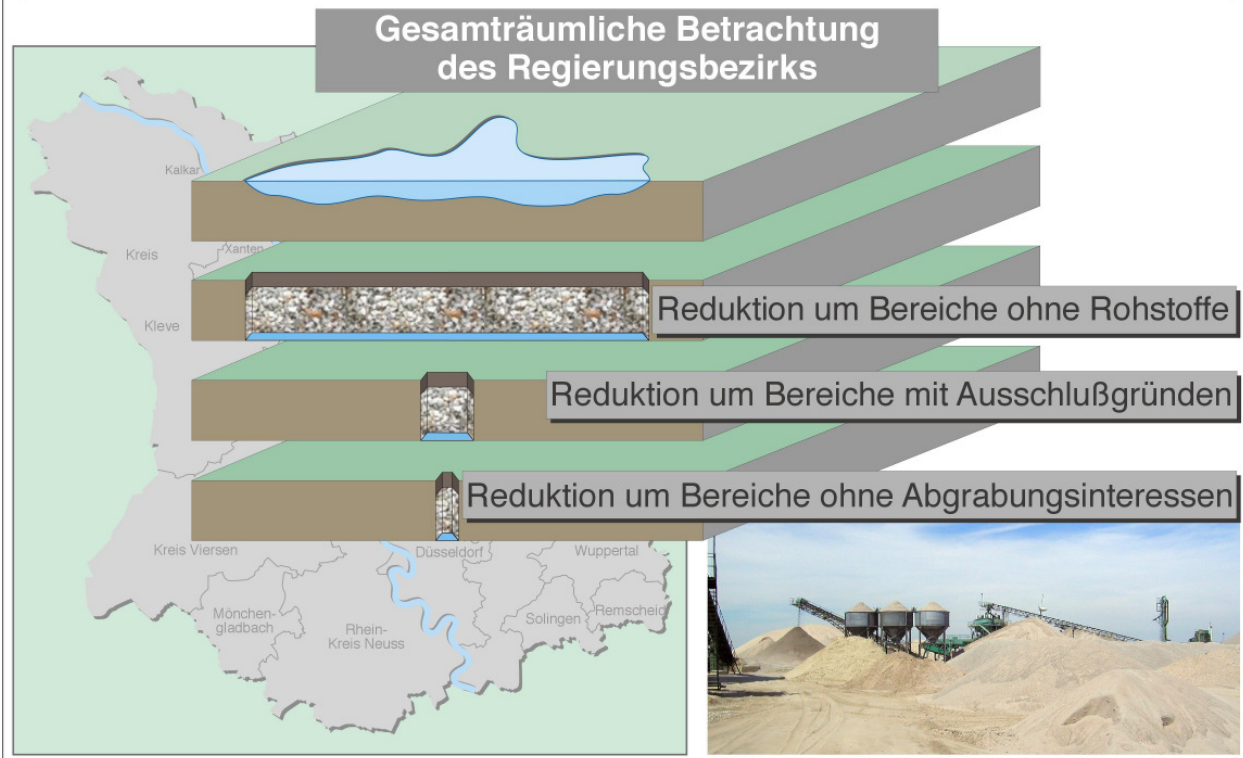 Gesamträumliche Betrachtung
des Regierungsbezirks
Kalkar
Xanten
Kreis
Kleve
Reduktion um Bereiche ohne Rohstoffe
Reduktion um Bereiche mit Ausschlußgründen
Reduktion um Bereiche ohne Abgrabungsinteressen
Kreis Viersen
Düsseldorf
Wuppertal
Mönchen-
gladbach
Rhein-
Kreis Neuss
Solingen
Remscheid